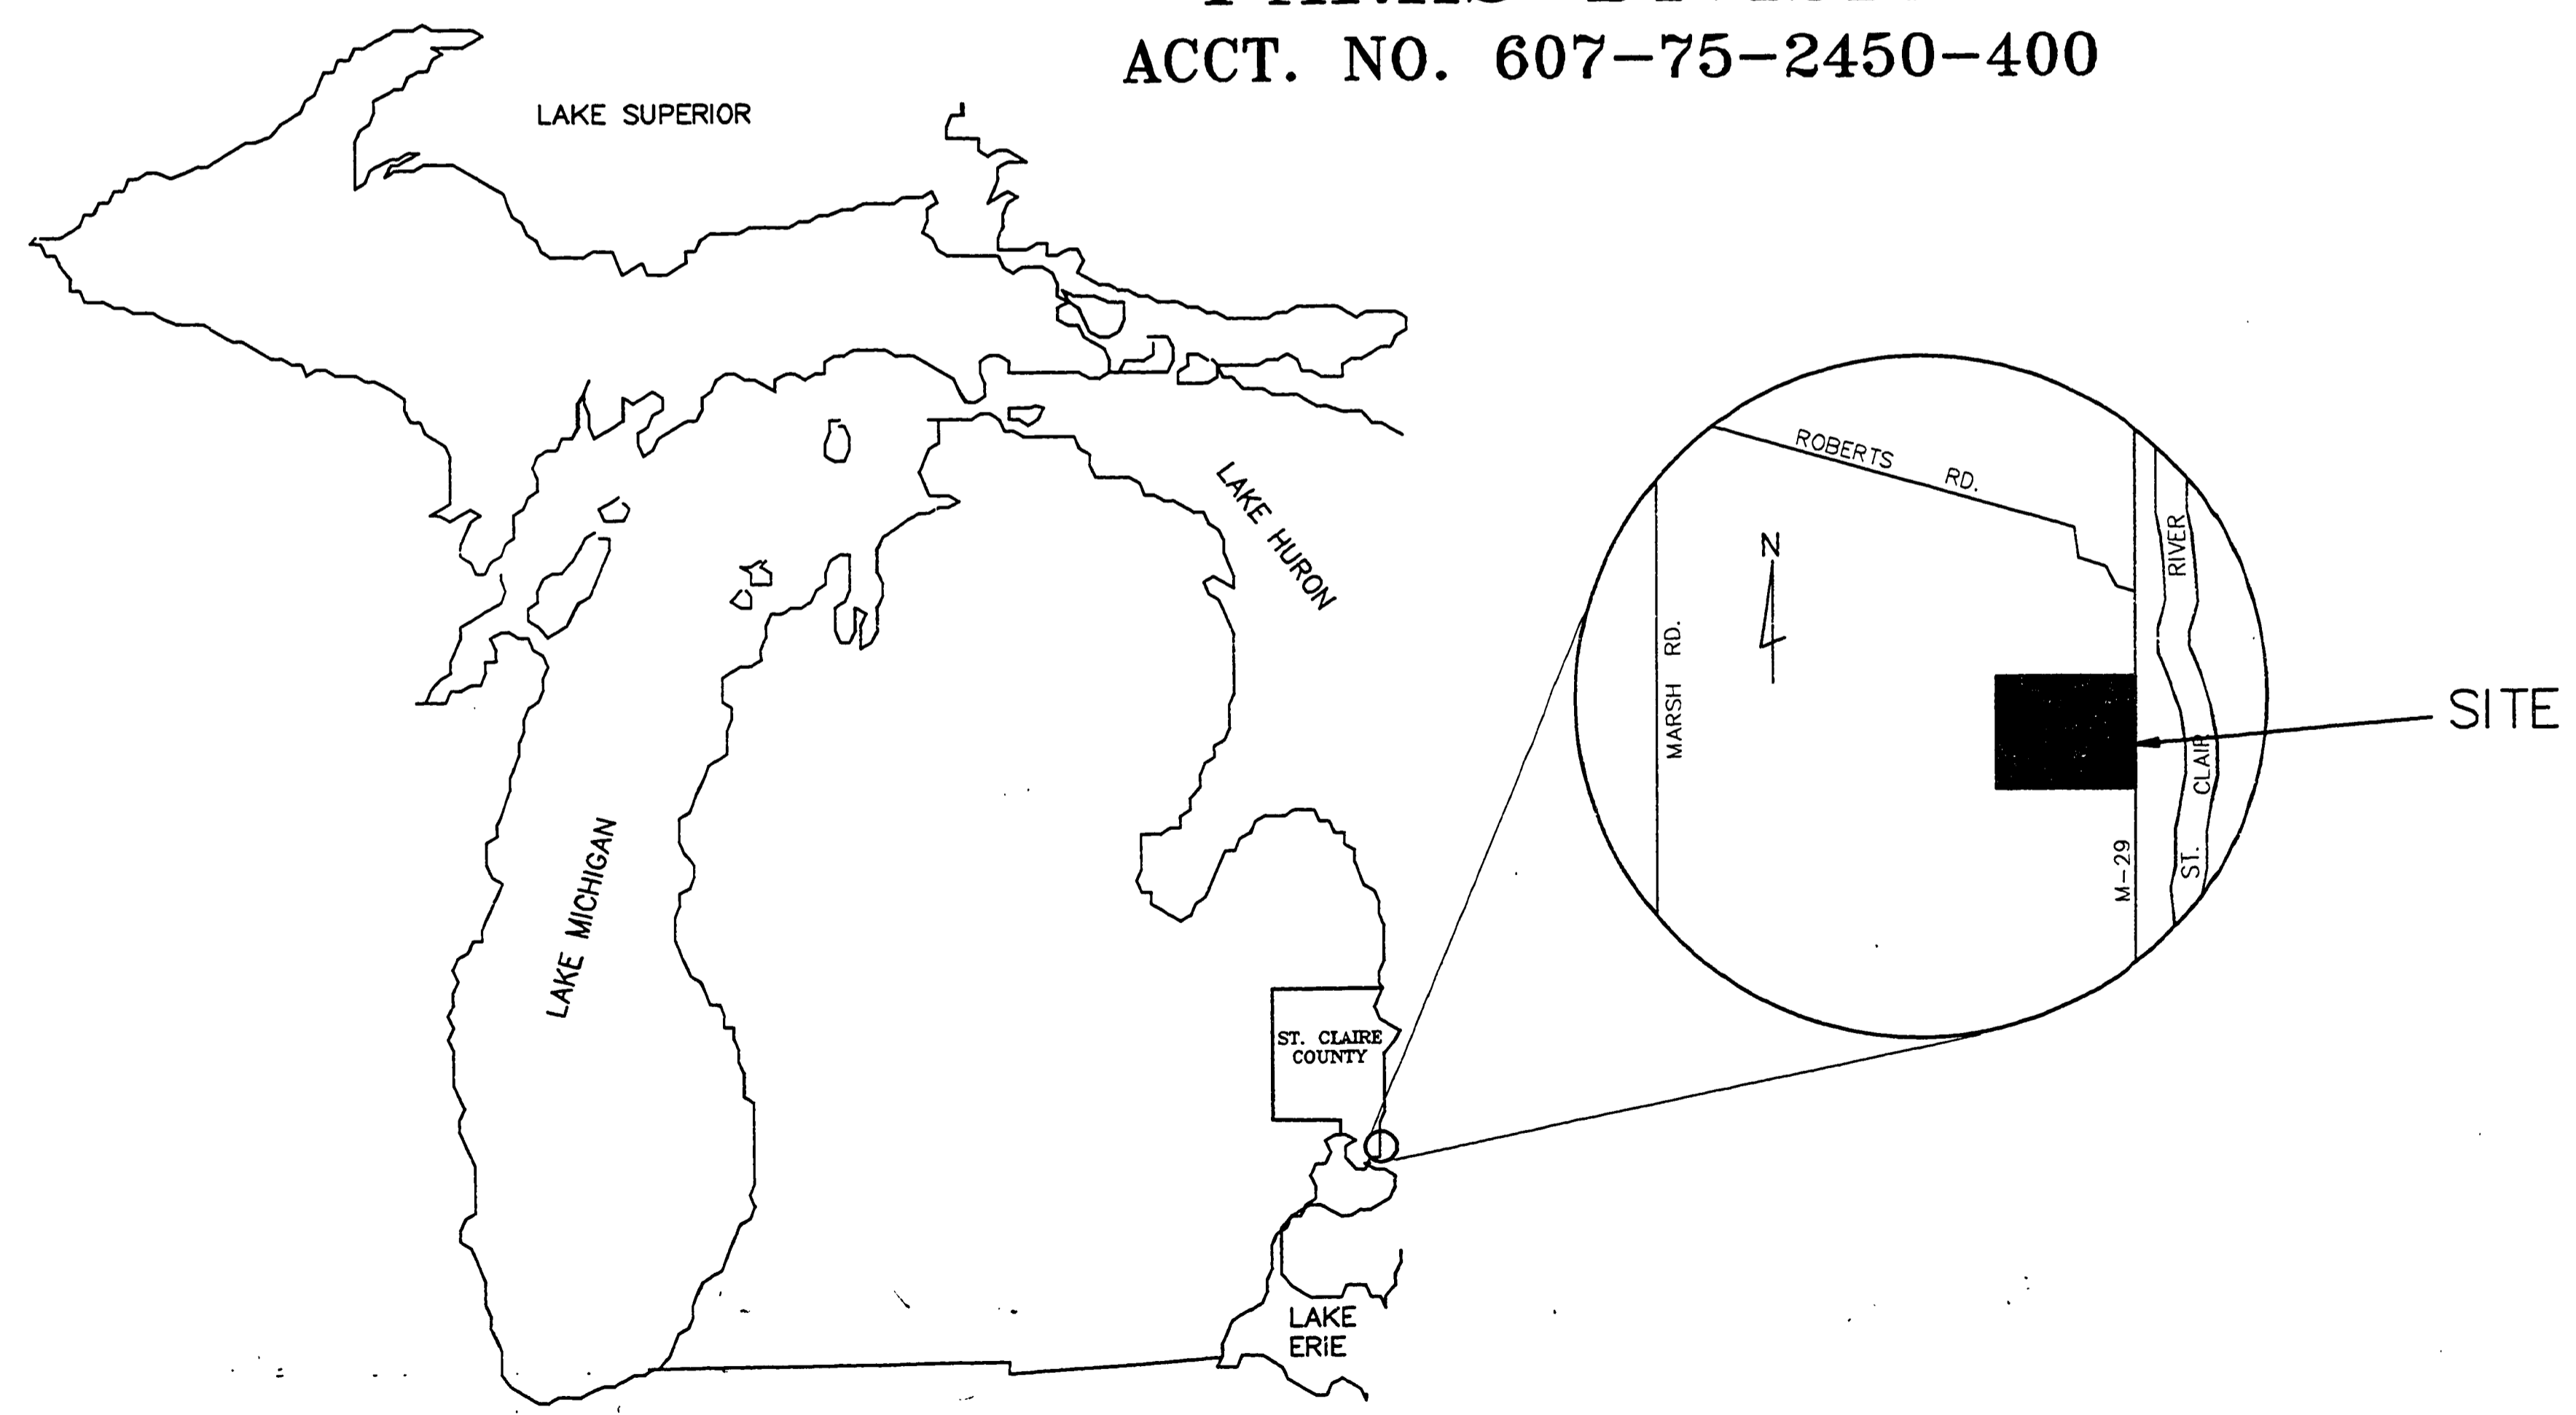 ACCT. NO. 607-75-2450-400
LAKE SUPERIOR
LAKE HURON
LAKE MICHIGAN
ST. CLAIRE
COUNTY
LAKE
ERIE
ROBERTS RD.
N
MARSH RD.
RIVER
ST. CLAIR
M-29
SITE